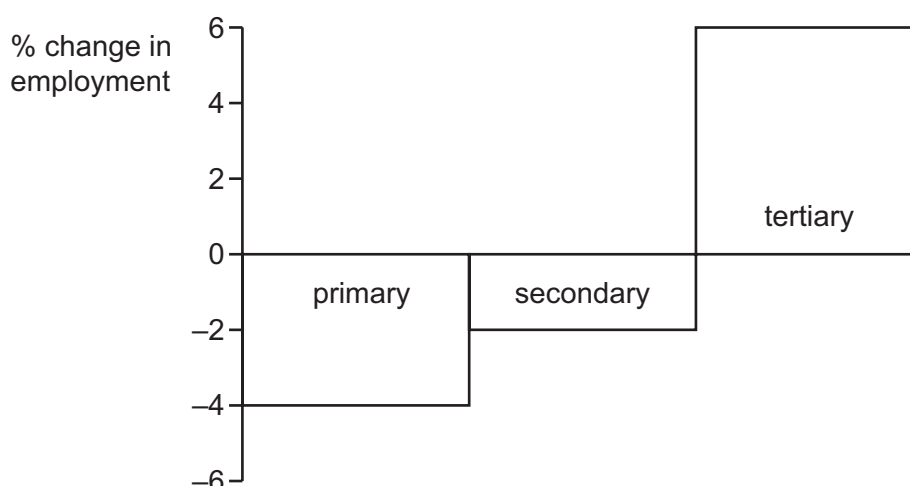 % change in
employment
6
4
2
0
–2
–4
–6
primary
secondary
tertiary